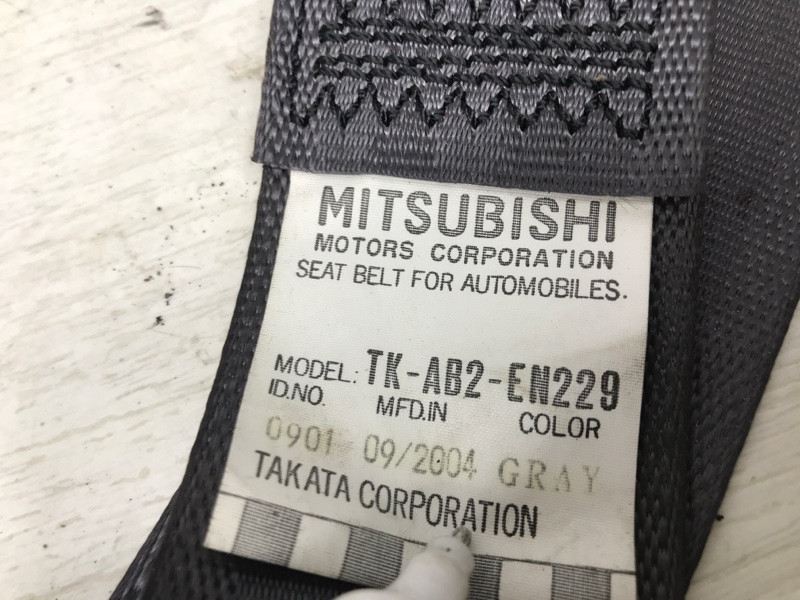 MITSUBISHI
MOTORS CORPORATION
SEAT BELT FOR AUTOMOBILES.
MODEL: TK-AB2-EN229
ID.NO. MFD.IN COLOR
0901 09/2004 GRAY
TAKATA CORPORATION